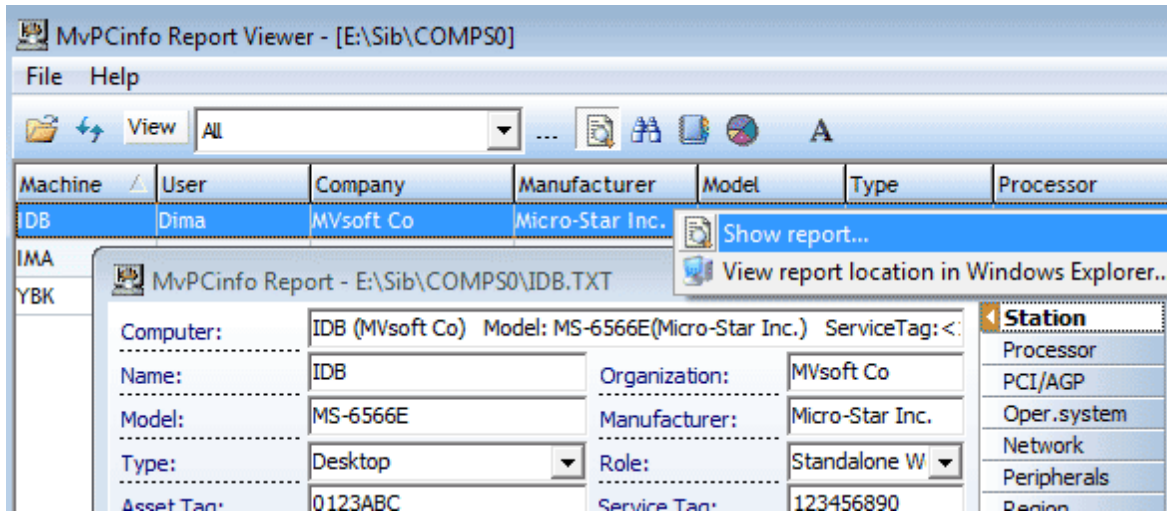 MvPCinfo Report Viewer - [E:\Sib\COMPS0]
File Help
View All ... A
Machine User Company Manufacturer Model Type Processor
IDB Dima MVsoft Co Micro-Star Inc.
Show report...
IMA
View report location in Windows Explorer..
YBK
MvPCinfo Report - E:\Sib\COMPS0\IDB.TXT
Computer: IDB (MVsoft Co) Model: MS-6566E(Micro-Star Inc.) ServiceTag:<
Station
Processor
Name: IDB Organization: MVsoft Co
PCI/AGP
Model: MS-6566E Manufacturer: Micro-Star Inc.
Oper.system
Network
Type: Desktop Role: Standalone W
Peripherals
Asset Tag: 0123ABC Service Tag: 123456890
Region